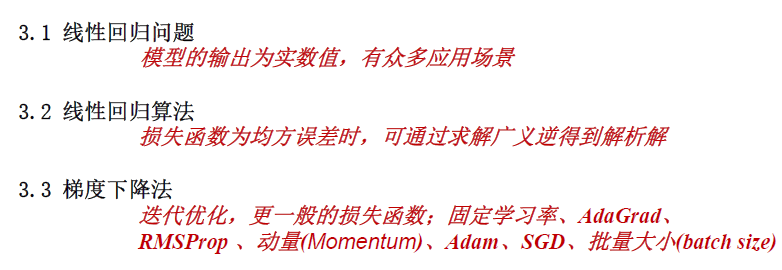 3.1 线性回归问题
模型的输出为实数值，有众多应用场景
3.2 线性回归算法
损失函数为均方误差时，可通过求解广义逆得到解析解
3.3 梯度下降法
迭代优化，更一般的损失函数；固定学习率、AdaGrad、
RMSProp 、动量(Momentum)、Adam、SGD、批量大小(batch size)